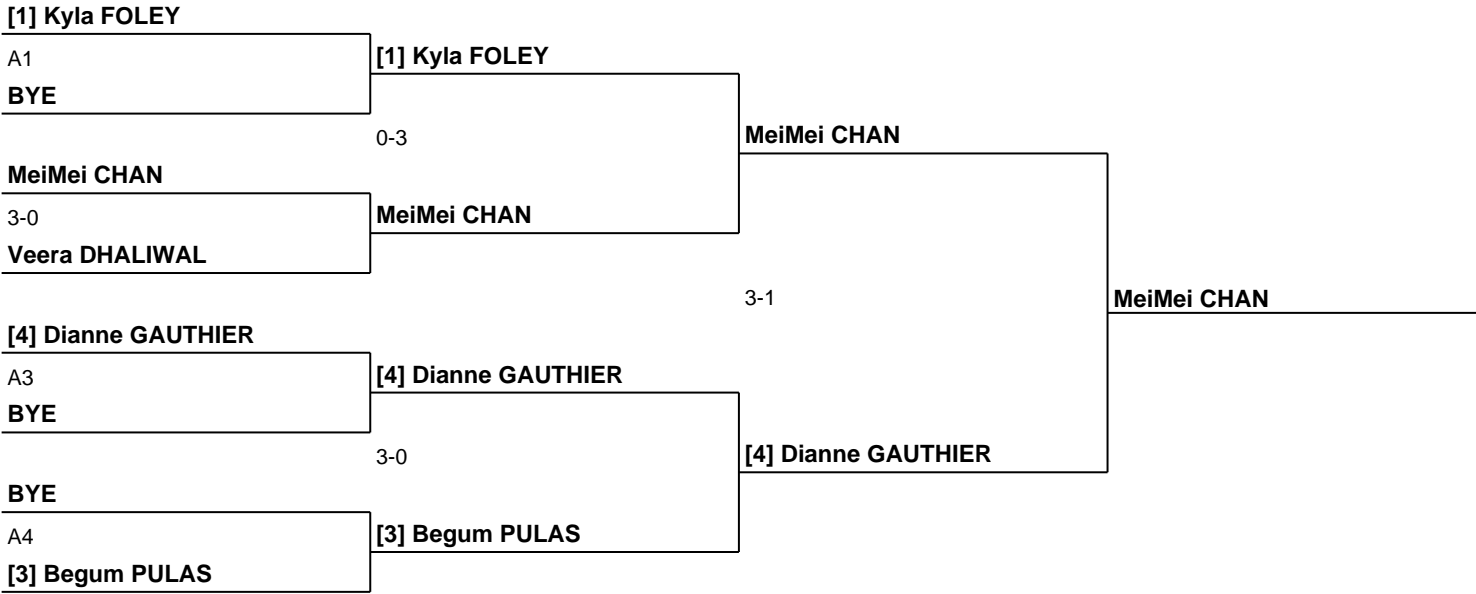 [1] Kyla FOLEY
A1
BYE
[1] Kyla FOLEY
0-3
MeiMei CHAN
3-0
Veera DHALIWAL
MeiMei CHAN
MeiMei CHAN
3-1
MeiMei CHAN
[4] Dianne GAUTHIER
A3
BYE
[4] Dianne GAUTHIER
3-0
[4] Dianne GAUTHIER
BYE
A4
[3] Begum PULAS
[3] Begum PULAS